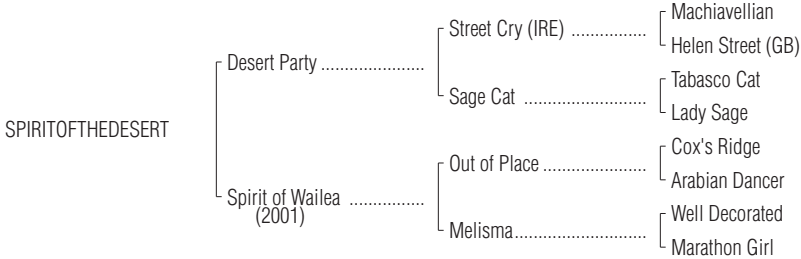 Machiavellian
Street Cry (IRE) ................
Helen Street (GB)
Desert Party ......................
Tabasco Cat
Sage Cat ..........................
Lady Sage
SPIRITOFTHEDESERT
Cox's Ridge
Out of Place ......................
Arabian Dancer
Spirit of Wailea ................
(2001)
Well Decorated
Melisma............................
Marathon Girl